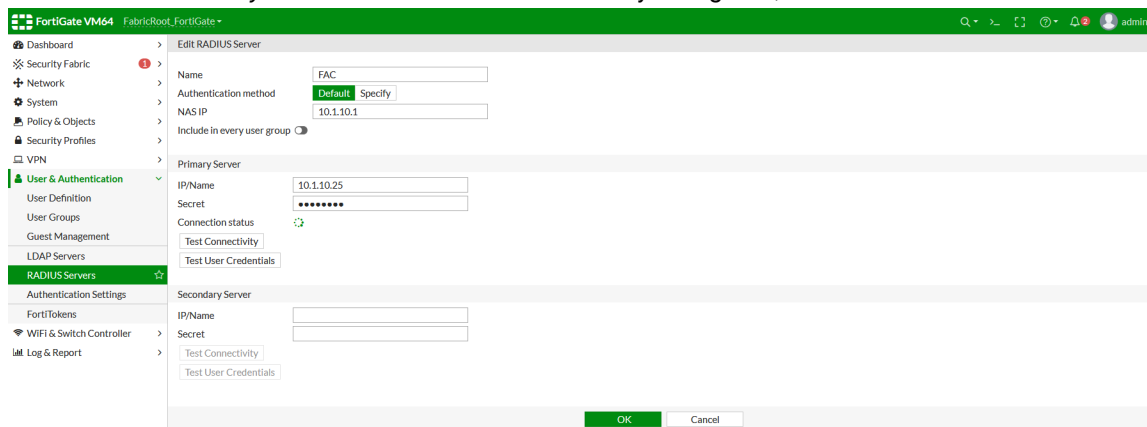 FortiGate VM64 FabricRoot_FortiGate
2 admin
Dashboard
Security Fabric 1
Network
System
Policy & Objects
Security Profiles
VPN
User & Authentication
User Definition
User Groups
Guest Management
LDAP Servers
RADIUS Servers
Authentication Settings
FortiTokens
WiFi & Switch Controller
Log & Report
Edit RADIUS Server
Name FAC
Authentication method Default Specify
NAS IP 10.1.10.1
Include in every user group
Primary Server
IP/Name 10.1.10.25
Secret ••••••••
Connection status
Test Connectivity
Test User Credentials
Secondary Server
IP/Name
Secret
Test Connectivity
Test User Credentials
OK Cancel